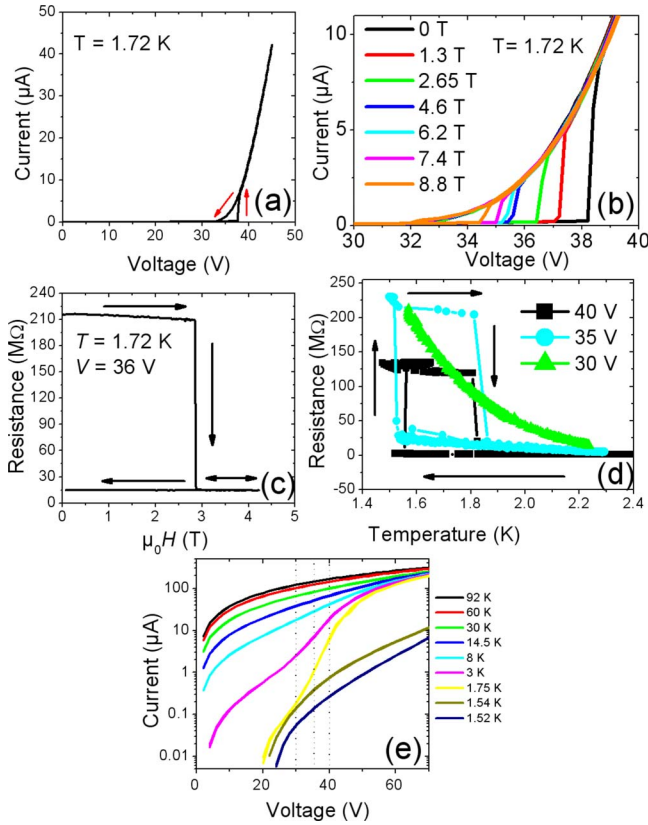 50
40
30
20
10
0
Current (µA)
T = 1.72 K
(a)
0 10 20 30 40 50
Voltage (V)
10
5
0
Current (µA)
0 T
1.3 T
2.65 T
4.6 T
6.2 T
7.4 T
8.8 T
T= 1.72 K
(b)
30 32 34 36 38 40
Voltage (V)
240
210
180
150
120
90
60
30
0
Resistance (MΩ)
T = 1.72 K
V = 36 V
(c)
0 1 2 3 4 5
µ0H (T)
250
200
150
100
50
0
-50
Resistance (MΩ)
40 V
35 V
30 V
(d)
1.4 1.6 1.8 2.0 2.2 2.4
Temperature (K)
100
10
1
0.1
0.01
Current (µA)
92 K
60 K
30 K
14.5 K
8 K
3 K
1.75 K
1.54 K
1.52 K
(e)
0 20 40 60
Voltage (V)